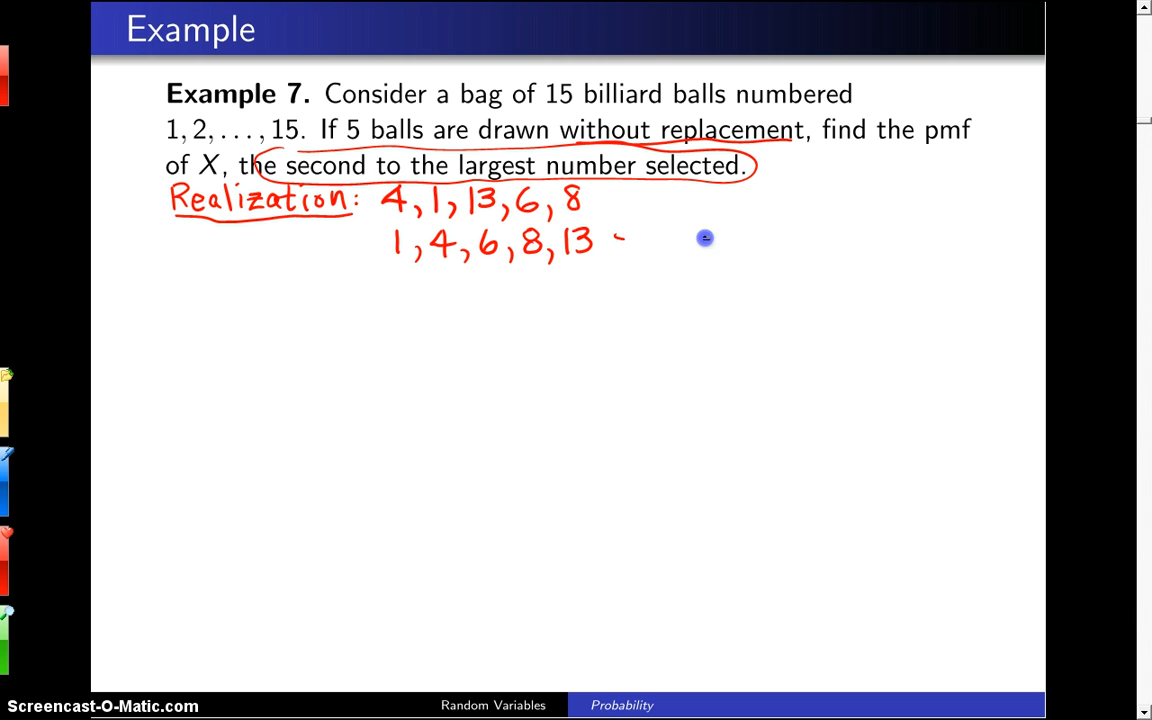 Example
Example 7. Consider a bag of 15 billiard balls numbered
1, 2, . . . , 15. If 5 balls are drawn without replacement, find the pmf
of X, the second to the largest number selected.
Realization: 4, 1, 13, 6, 8
1, 4, 6, 8, 13
Random Variables Probability
Screencast-O-Matic.com